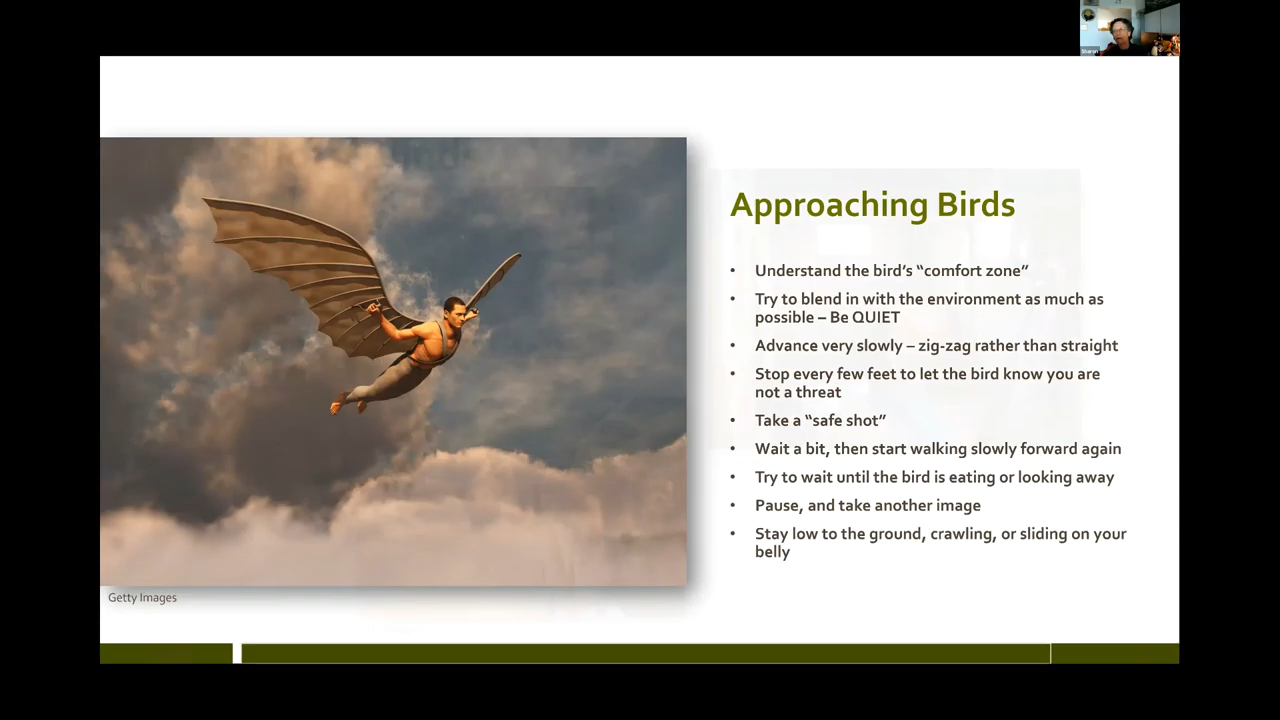 Sharon
Approaching Birds
• Understand the bird's “comfort zone”
• Try to blend in with the environment as much as
possible – Be QUIET
• Advance very slowly – zig-zag rather than straight
• Stop every few feet to let the bird know you are
not a threat
• Take a “safe shot”
• Wait a bit, then start walking slowly forward again
• Try to wait until the bird is eating or looking away
• Pause, and take another image
• Stay low to the ground, crawling, or sliding on your
belly
Getty Images